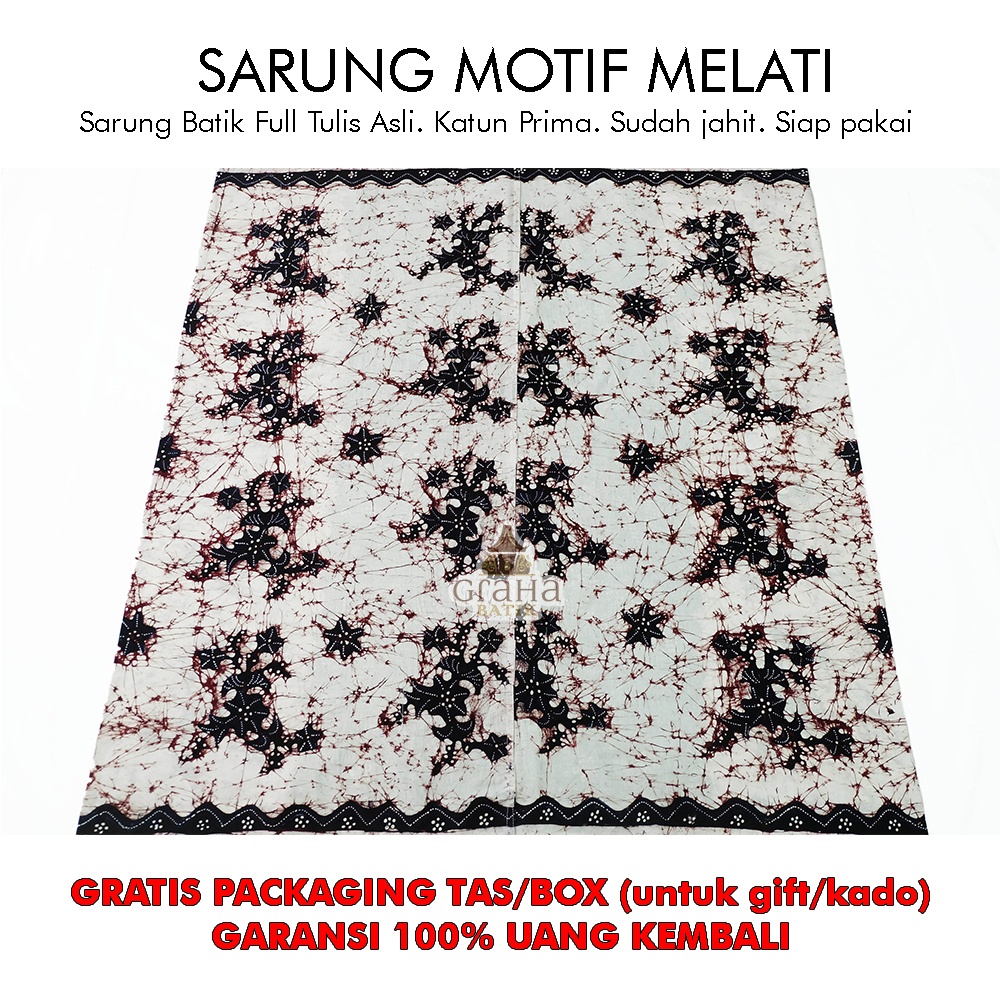 SARUNG MOTIF MELATI
Sarung Batik Full Tulis Asli. Katun Prima. Sudah jahit. Siap pakai
GraHa
BATIK
GRATIS PACKAGING TAS/BOX (untuk gift/kado)
GARANSI 100% UANG KEMBALI